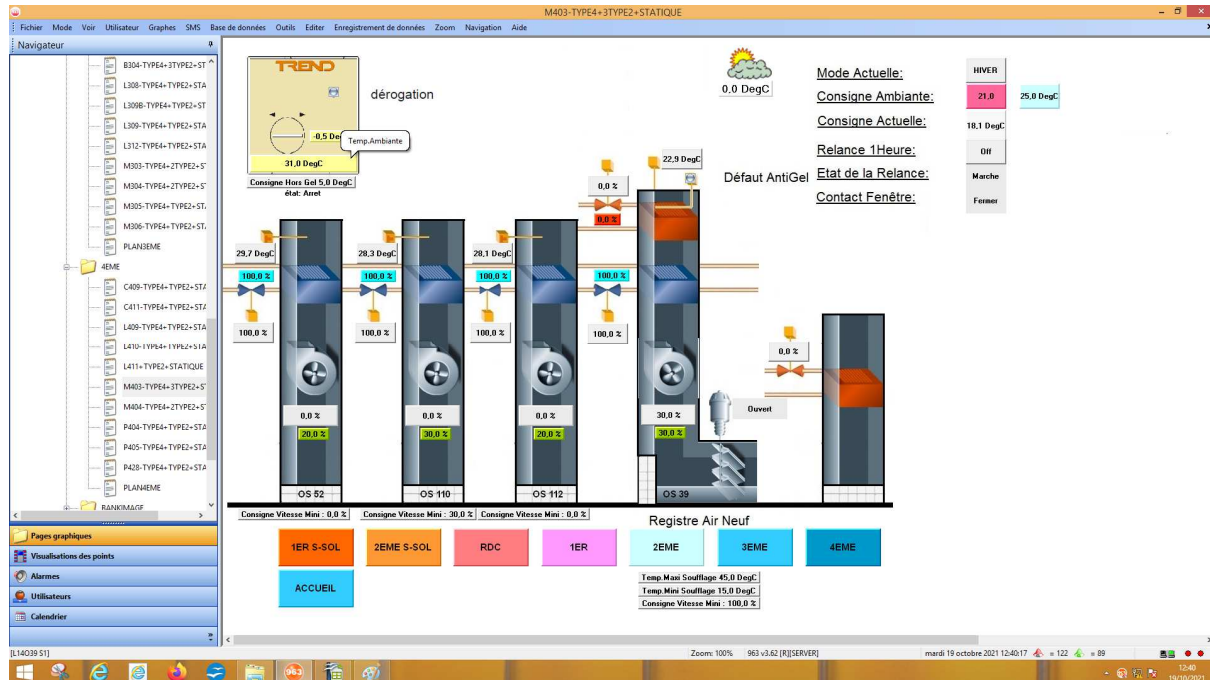 M403-TYPE4+3TYPE2+STATIQUE
Fichier Mode Voir Utilisateur Graphes SMS Base de données Outils Editer Enregistrement de données Zoom Navigation Aide
Navigateur
B304-TYPE4+3TYPE2+ST
L308-TYPE4+TYPE2+STA
L309B-TYPE4+TYPE2+ST
L309-TYPE4+TYPE2+STA
L312-TYPE4+TYPE2+STA
M303-TYPE4+2TYPE2+S
M304-TYPE4+2TYPE2+S
M305-TYPE4+TYPE2+ST
M306-TYPE4+TYPE2+ST
PLAN3EME
4EME
C409-TYPE4+TYPE2+STA
C411-TYPE4+TYPE2+STA
L409-TYPE4+TYPE2+STA
L410-TYPE4+TYPE2+STA
L411+TYPE2+STATIQUE
M403-TYPE4+3TYPE2+S
M404-TYPE4+2TYPE2+S
P404-TYPE4+TYPE2+STA
P405-TYPE4+TYPE2+STA
P428-TYPE4+TYPE2+STA
PLAN4EME
BANKIMAGE
Pages graphiques
Visualisations des points
Alarmes
Utilisateurs
Calendrier
TREND
dérogation
-0,5 De
Temp.Ambiante
31,0 DegC
Consigne Hors Gel 5,0 DegC
état: Arret
0,0 DegC
Mode Actuelle: HIVER
Consigne Ambiante: 21,0 25,0 DegC
Consigne Actuelle: 18,1 DegC
Relance 1Heure: Off
Défaut AntiGel Etat de la Relance: Marche
Contact Fenêtre: Fermer
22,9 DegC
0,0 %
0,0 %
29,7 DegC 28,3 DegC 28,1 DegC
100,0 % 100,0 % 100,0 % 100,0 %
100,0 % 100,0 % 100,0 % 100,0 %
0,0 %
0,0 % 0,0 % 0,0 % 30,0 % Ouvert
20,0 % 30,0 % 20,0 % 30,0 %
OS 52 OS 110 OS 112 OS 39
Consigne Vitesse Mini : 0,0 % Consigne Vitesse Mini : 30,0 % Consigne Vitesse Mini : 0,0 %
Registre Air Neuf
1ER S-SOL 2EME S-SOL RDC 1ER 2EME 3EME 4EME
ACCUEIL
Temp.Maxi Soufflage 45,0 DegC
Temp.Mini Soufflage 15,0 DegC
Consigne Vitesse Mini : 100,0 %
[L14O39 S1] Zoom: 100% 963 v3.62 [R][SERVER] mardi 19 octobre 2021 12:40:17 = 122 = 89
963
12:40
19/10/2021